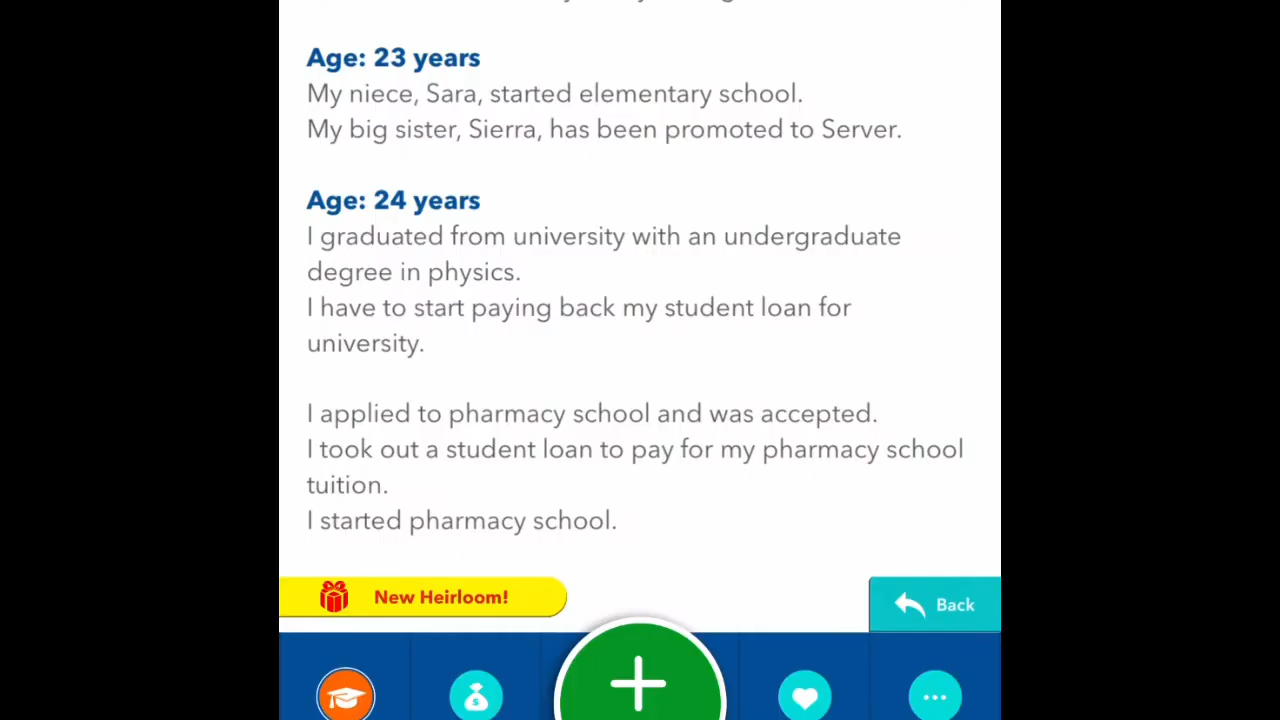 Age: 23 years
My niece, Sara, started elementary school.
My big sister, Sierra, has been promoted to Server.
Age: 24 years
I graduated from university with an undergraduate
degree in physics.
I have to start paying back my student loan for
university.
I applied to pharmacy school and was accepted.
I took out a student loan to pay for my pharmacy school
tuition.
I started pharmacy school.
New Heirloom!
Back